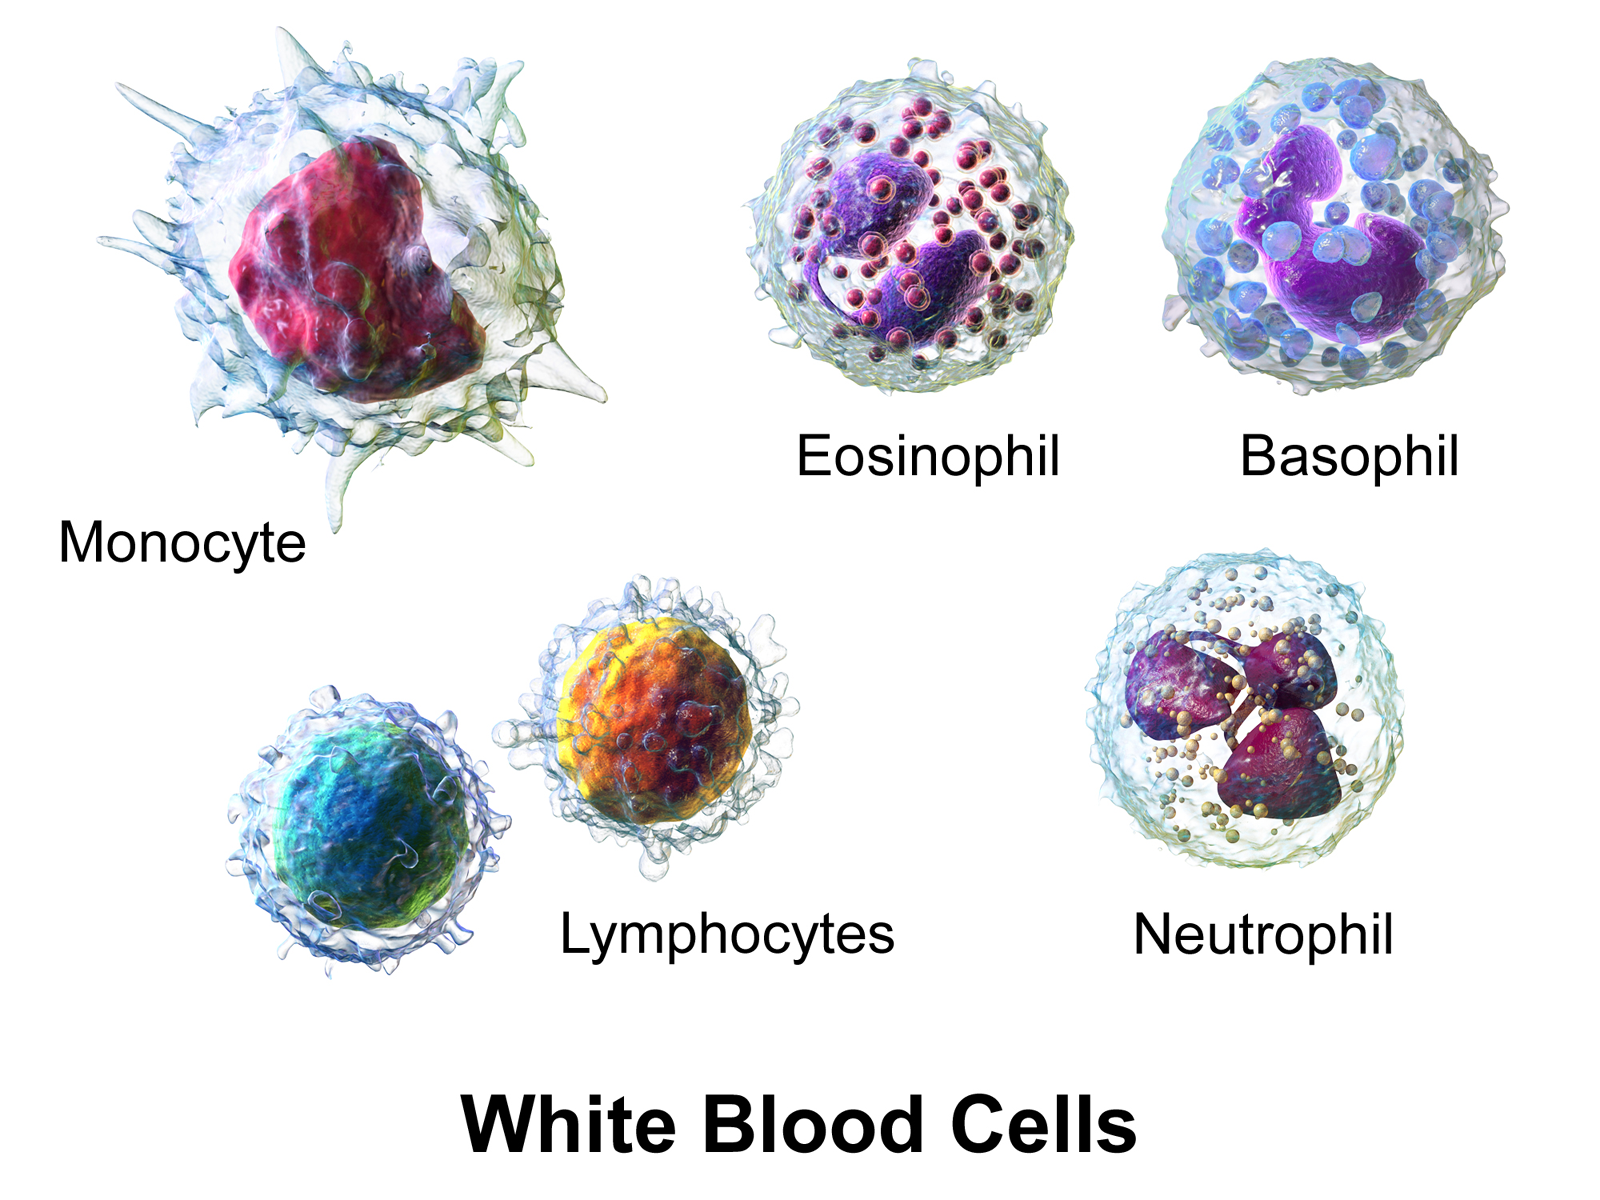 Eosinophil
Basophil
Monocyte
Lymphocytes
Neutrophil
White Blood Cells